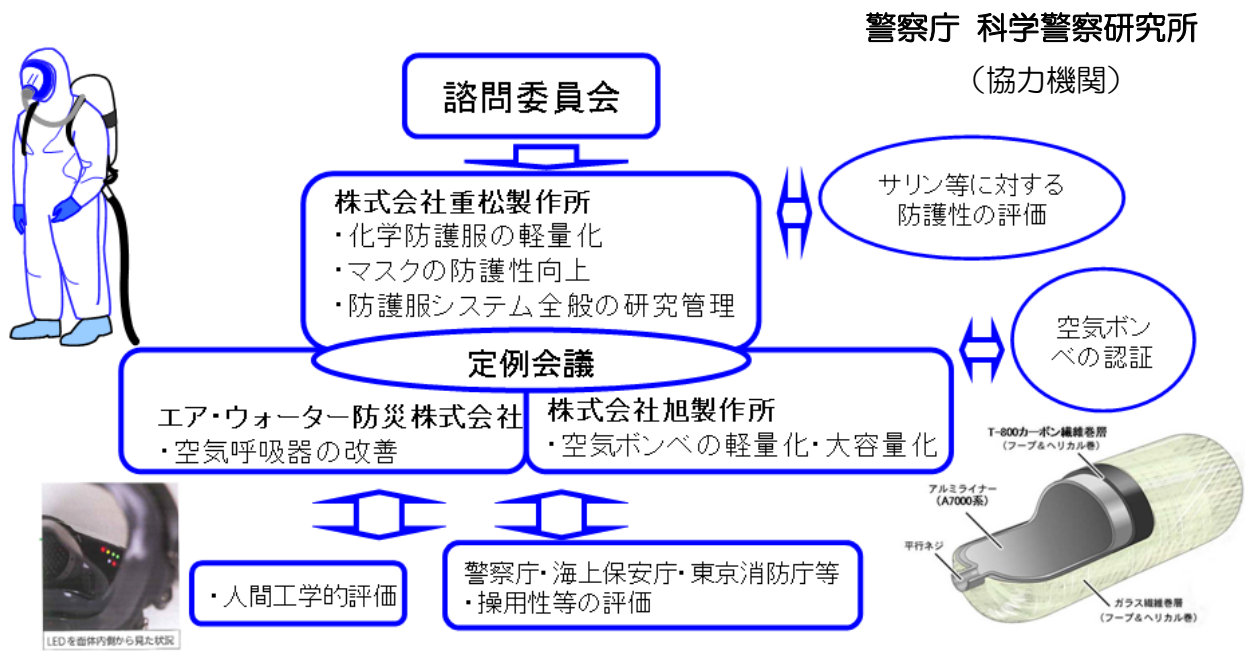 警察庁 科学警察研究所
（協力機関）
諮問委員会
株式会社重松製作所
・化学防護服の軽量化
・マスクの防護性向上
・防護服システム全般の研究管理
サリン等に対する
防護性の評価
空気ボン
ベの認証
定例会議
エア・ウォーター防災株式会社
・空気呼吸器の改善
株式会社旭製作所
・空気ボンベの軽量化・大容量化
T-800カーボン繊維巻層
（フープ&ヘリカル巻）
アルミライナー
（A7000系）
平行ネジ
ガラス繊維巻層
（フープ&ヘリカル巻）
・人間工学的評価
警察庁・海上保安庁・東京消防庁等
・操用性等の評価
LEDを面体内側から見た状況